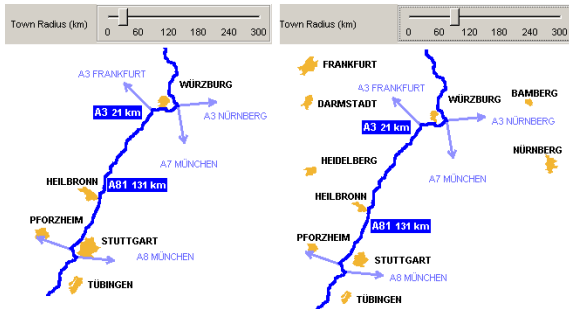 Town Radius (km)
0 60 120 180 240 300
A3 FRANKFURT
WÜRZBURG
A3 21 km
A3 NÜRNBERG
A7 MÜNCHEN
A81 131 km
HEILBRONN
PFORZHEIM
STUTTGART
A8 MÜNCHEN
TÜBINGEN
Town Radius (km)
0 60 120 180 240 300
FRANKFURT
A3 FRANKFURT
DARMSTADT
WÜRZBURG
BAMBERG
A3 21 km
A3 NÜRNBERG
A7 MÜNCHEN
NÜRNBERG
HEIDELBERG
HEILBRONN
A81 131 km
PFORZHEIM
STUTTGART
A8 MÜNCHEN
TÜBINGEN